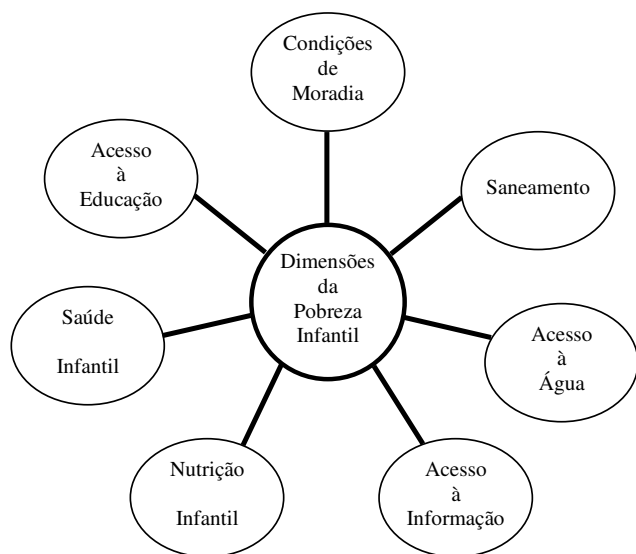 Condições
de
Moradia
Acesso
à
Educação
Saneamento
Dimensões
da
Pobreza
Infantil
Saúde
Infantil
Acesso
à
Água
Nutrição
Infantil
Acesso
à
Informação